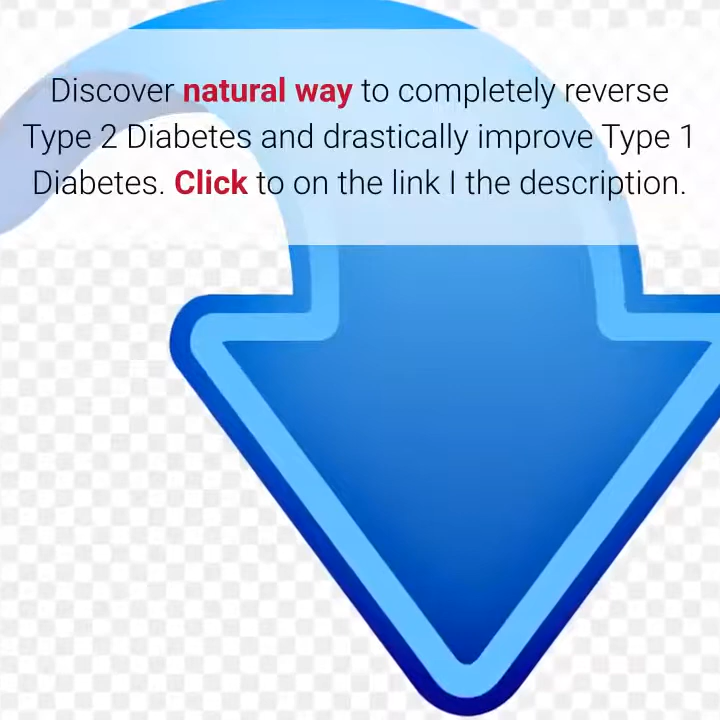 Discover natural way to completely reverse
Type 2 Diabetes and drastically improve Type 1
Diabetes. Click to on the link I the description.